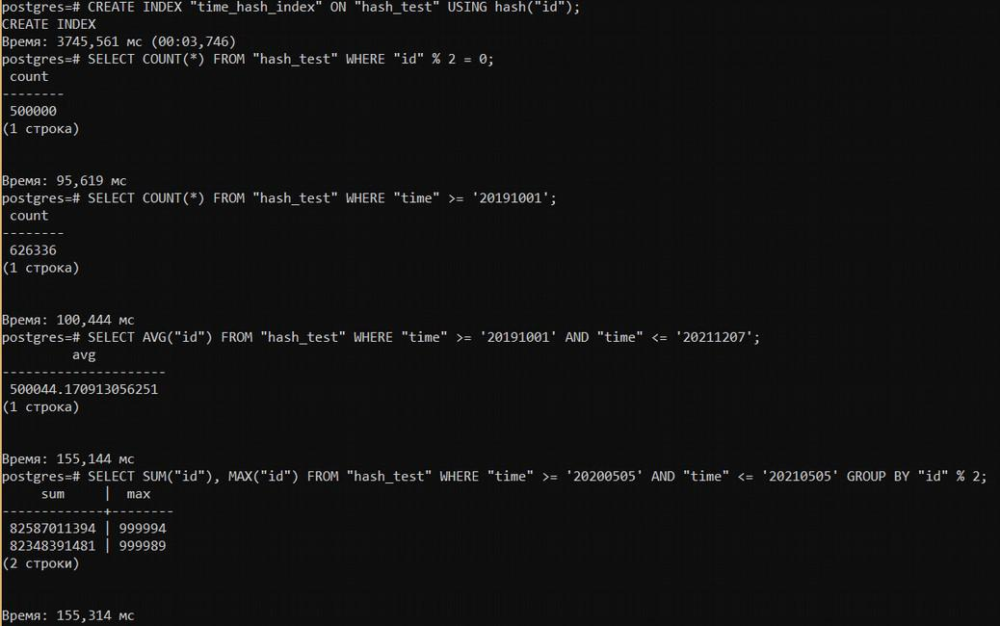 postgres=# CREATE INDEX "time_hash_index" ON "hash_test" USING hash("id");
CREATE INDEX
Время: 3745,561 мс (00:03,746)
postgres=# SELECT COUNT(*) FROM "hash_test" WHERE "id" % 2 = 0;
 count
--------
 500000
(1 строка)
Время: 95,619 мс
postgres=# SELECT COUNT(*) FROM "hash_test" WHERE "time" >= '20191001';
 count
--------
 626336
(1 строка)
Время: 100,444 мс
postgres=# SELECT AVG("id") FROM "hash_test" WHERE "time" >= '20191001' AND "time" <= '20211207';
         avg
---------------------
 500044.170913056251
(1 строка)
Время: 155,144 мс
postgres=# SELECT SUM("id"), MAX("id") FROM "hash_test" WHERE "time" >= '20200505' AND "time" <= '20210505' GROUP BY "id" % 2;
     sum     |  max
-------------+--------
 82587011394 | 999994
 82348391481 | 999989
(2 строки)
Время: 155,314 мс